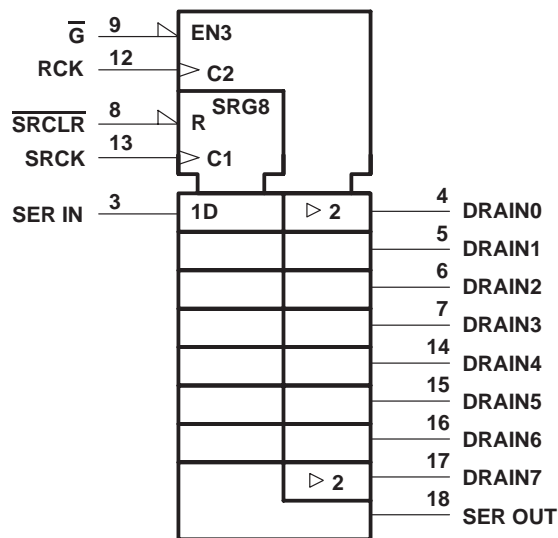 G̅ 9 EN3
RCK 12 C2
SRG8
S̅R̅C̅L̅R̅ 8 R
SRCK 13 C1
SER IN 3 1D 2 4 DRAIN0
5 DRAIN1
6 DRAIN2
7 DRAIN3
14 DRAIN4
15 DRAIN5
16 DRAIN6
2 17 DRAIN7
18 SER OUT